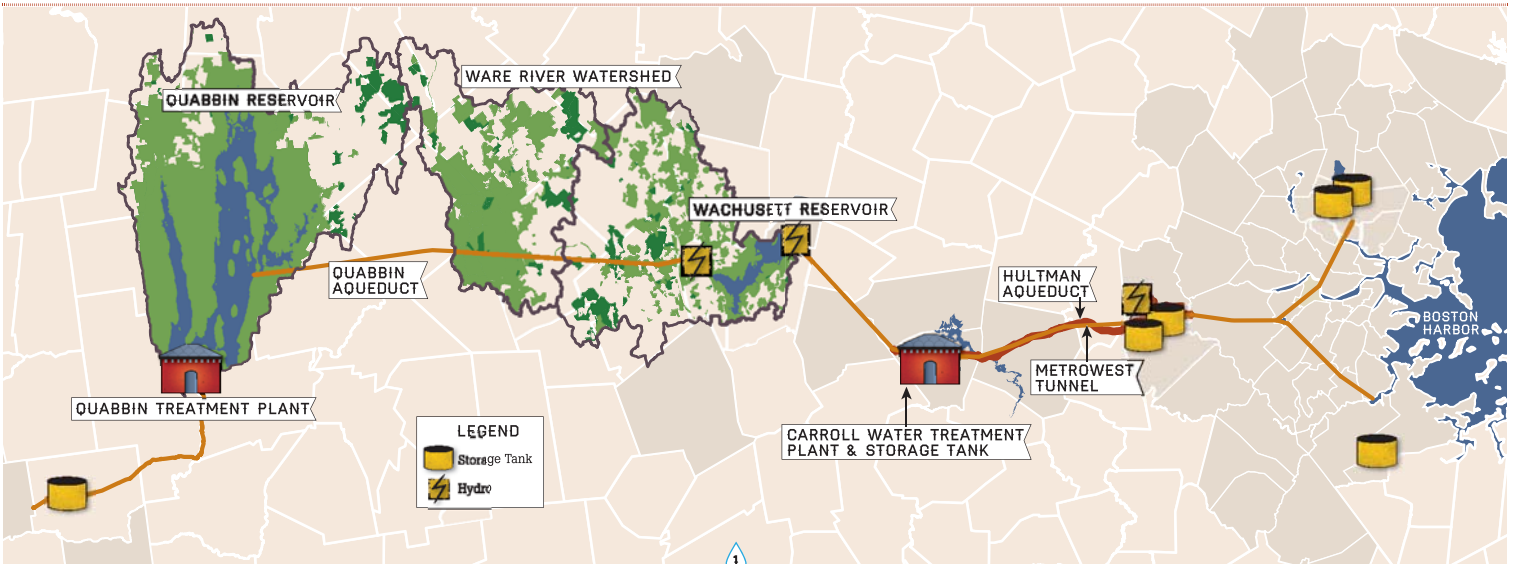 WARE RIVER WATERSHED
QUABBIN RESERVOIR
WACHUSETT RESERVOIR
QUABBIN
AQUEDUCT
HULTMAN
AQUEDUCT
BOSTON
HARBOR
METROWEST
TUNNEL
QUABBIN TREATMENT PLANT
CARROLL WATER TREATMENT
PLANT & STORAGE TANK
LEGEND
Storage Tank
Hydro
1